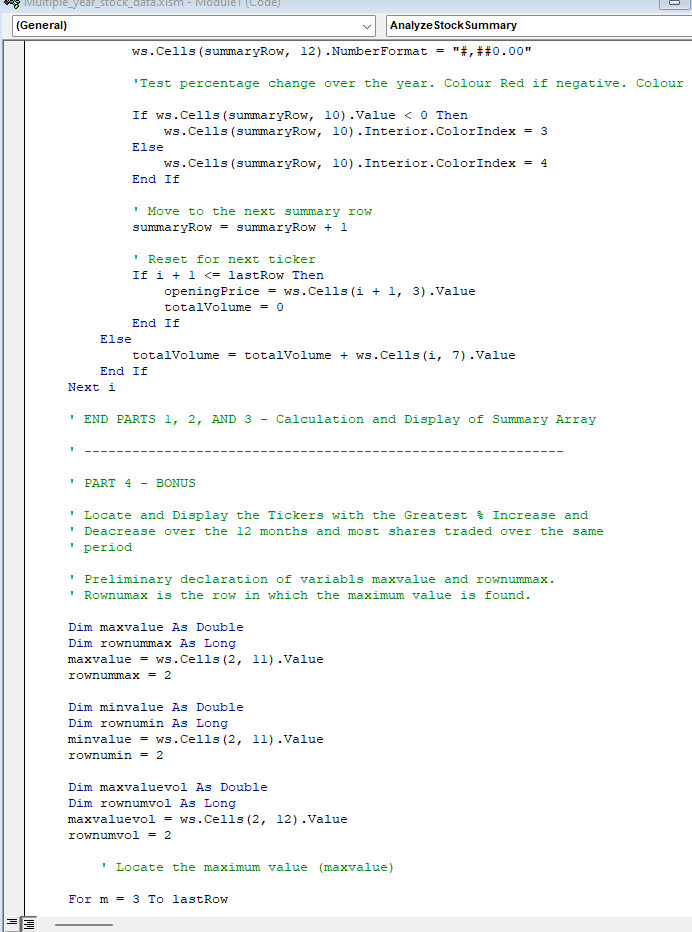 Multiple_year_stock_data.xlsm - Module1 (Code)
(General)
AnalyzeStockSummary
ws.Cells(summaryRow, 12).NumberFormat = "#,##0.00"
'Test percentage change over the year. Colour Red if negative. Colour
If ws.Cells(summaryRow, 10).Value < 0 Then
ws.Cells(summaryRow, 10).Interior.ColorIndex = 3
Else
ws.Cells(summaryRow, 10).Interior.ColorIndex = 4
End If
' Move to the next summary row
summaryRow = summaryRow + 1
' Reset for next ticker
If i + 1 <= lastRow Then
openingPrice = ws.Cells(i + 1, 3).Value
totalVolume = 0
End If
Else
totalVolume = totalVolume + ws.Cells(i, 7).Value
End If
Next i
' END PARTS 1, 2, AND 3 - Calculation and Display of Summary Array
' ------------------------------------------------------------
' PART 4 - BONUS
' Locate and Display the Tickers with the Greatest % Increase and
' Deacrease over the 12 months and most shares traded over the same
' period
' Preliminary declaration of variabls maxvalue and rownummax.
' Rownumax is the row in which the maximum value is found.
Dim maxvalue As Double
Dim rownummax As Long
maxvalue = ws.Cells(2, 11).Value
rownummax = 2
Dim minvalue As Double
Dim rownumin As Long
minvalue = ws.Cells(2, 11).Value
rownumin = 2
Dim maxvaluevol As Double
Dim rownumvol As Long
maxvaluevol = ws.Cells(2, 12).Value
rownumvol = 2
' Locate the maximum value (maxvalue)
For m = 3 To lastRow